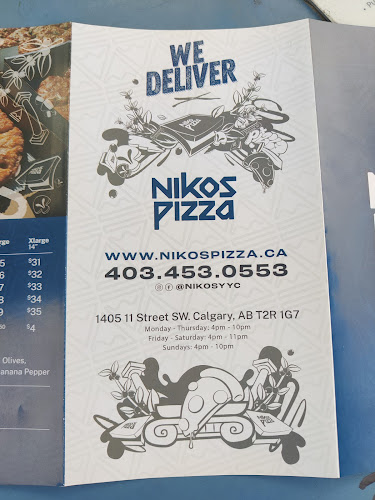 WE
DELIVER
NIKOS
PIZZA
WWW.NIKOSPIZZA.CA
403.453.0553
@NIKOSYYC
1405 11 Street SW. Calgary, AB T2R 1G7
Monday - Thursday: 4pm - 10pm
Friday - Saturday: 4pm - 11pm
Sundays: 4pm - 10pm
NIKOS
PIZZA
Xlarge
14"
$31
$32
$33
$34
$35
$4
Olives,
anana Pepper